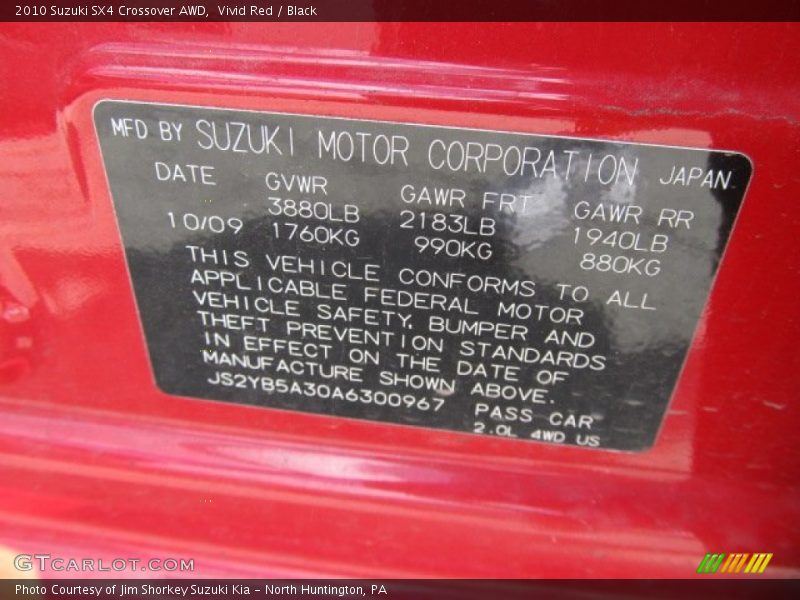 2010 Suzuki SX4 Crossover AWD,  Vivid Red / Black
MFD BY SUZUKI MOTOR CORPORATION JAPAN
DATE GVWR GAWR FRT GAWR RR
3880LB 2183LB 1940LB
10/09 1760KG 990KG 880KG
THIS VEHICLE CONFORMS TO ALL
APPLICABLE FEDERAL MOTOR
VEHICLE SAFETY, BUMPER AND
THEFT PREVENTION STANDARDS
IN EFFECT ON THE DATE OF
MANUFACTURE SHOWN ABOVE.
JS2YB5A30A6300967 PASS CAR
2.0L 4WD US
GTCARLOT.COM
Photo Courtesy of Jim Shorkey Suzuki Kia - North Huntington, PA